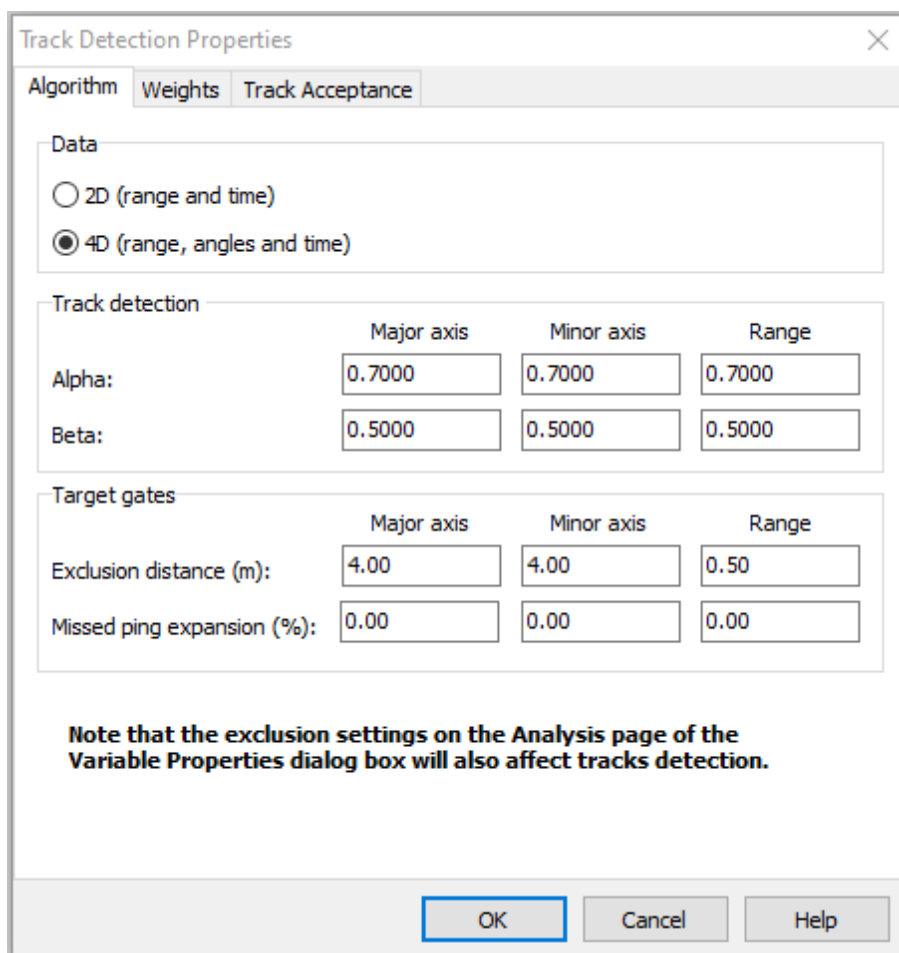 Track Detection Properties
Algorithm Weights Track Acceptance
Data
2D (range and time)
4D (range, angles and time)
Track detection
Major axis Minor axis Range
Alpha: 0.7000 0.7000 0.7000
Beta: 0.5000 0.5000 0.5000
Target gates
Major axis Minor axis Range
Exclusion distance (m): 4.00 4.00 0.50
Missed ping expansion (%): 0.00 0.00 0.00
Note that the exclusion settings on the Analysis page of the
Variable Properties dialog box will also affect tracks detection.
OK Cancel Help